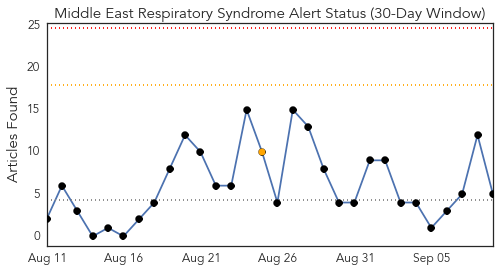 Middle East Respiratory Syndrome Alert Status (30-Day Window)
Articles Found
25
20
15
10
5
0
Aug 11
Aug 16
Aug 21
Aug 26
Aug 31
Sep 05